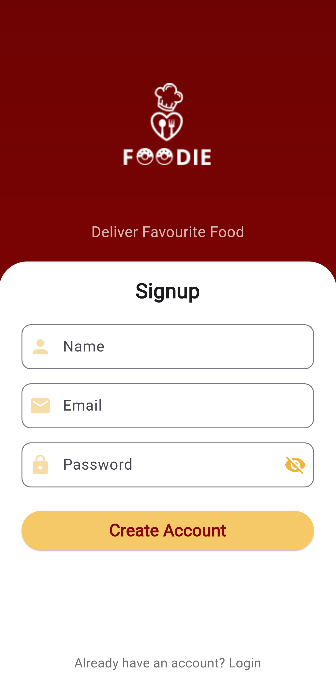 FOODIE
Deliver Favourite Food
Signup
Name
Email
Password
Create Account
Already have an account? Login